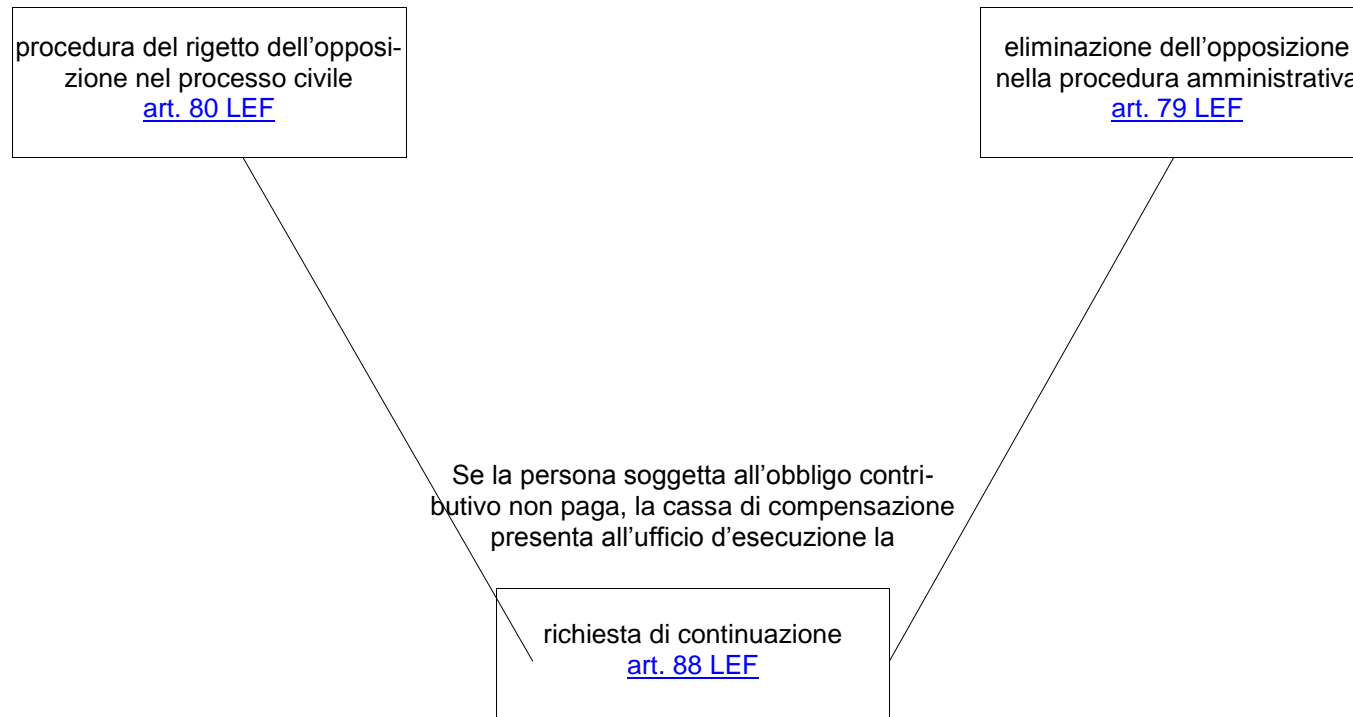 procedura del rigetto dell’opposi-
zione nel processo civile
art. 80 LEF
eliminazione dell’opposizione
nella procedura amministrativa
art. 79 LEF
Se la persona soggetta all’obbligo contri-
butivo non paga, la cassa di compensazione
presenta all’ufficio d’esecuzione la
richiesta di continuazione
art. 88 LEF